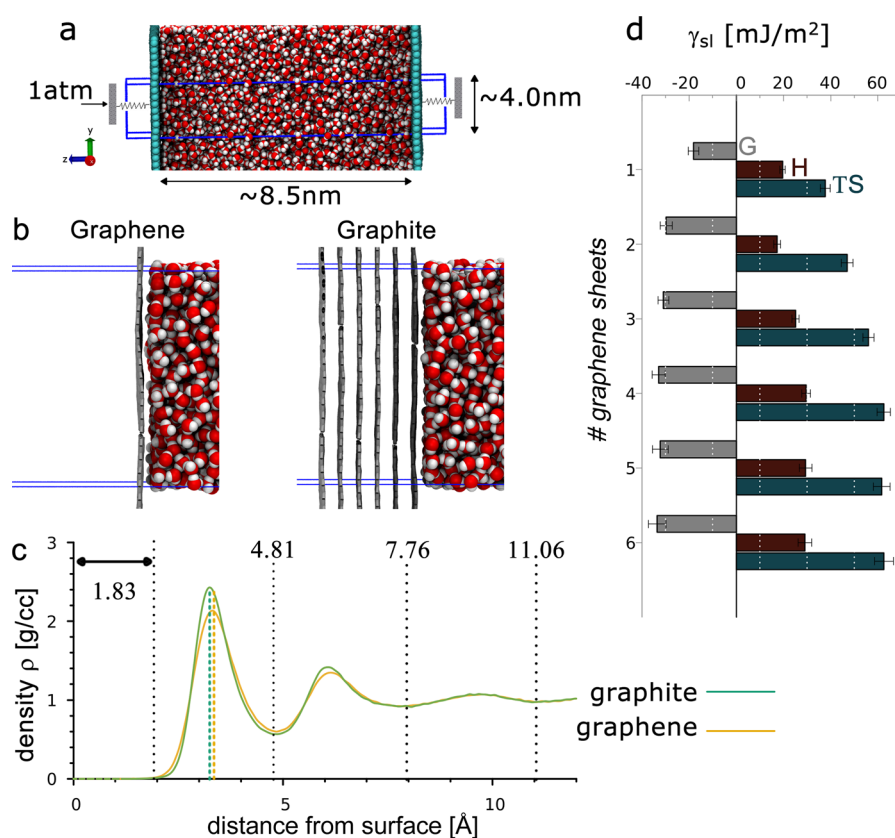 a
1atm
y
z
~4.0nm
~8.5nm
b
Graphene
Graphite
c
density ρ [g/cc]
3
2
1
0
1.83
4.81
7.76
11.06
0
5
10
distance from surface [Å]
graphite
graphene
d
γsl [mJ/m²]
-40
-20
0
20
40
60
# graphene sheets
1
2
3
4
5
6
G
H
TS